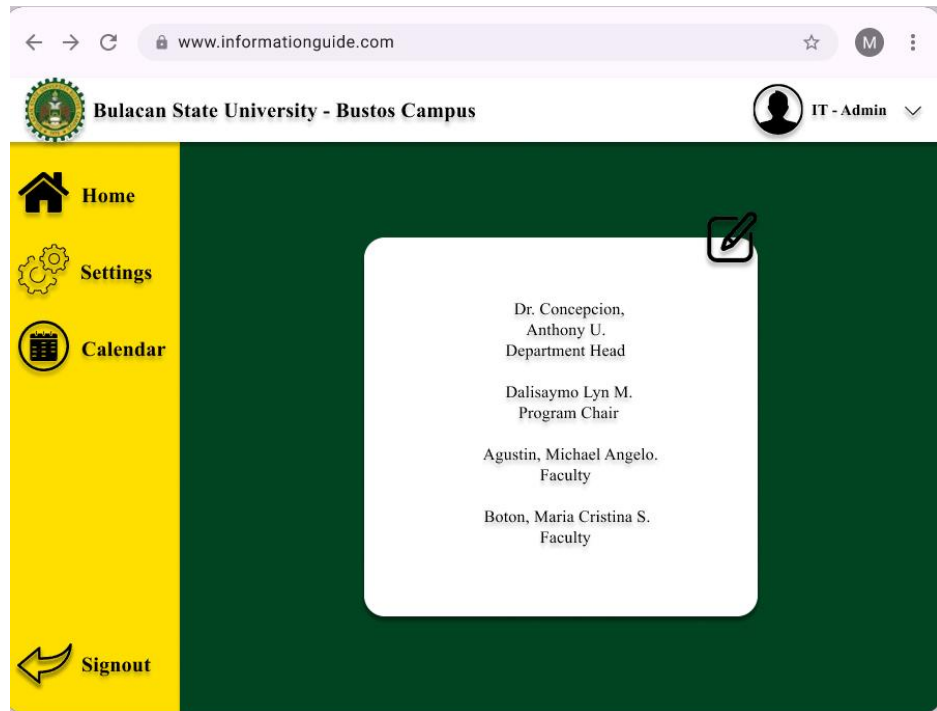 www.informationguide.com
M
Bulacan State University - Bustos Campus
IT - Admin
Home
Settings
Calendar
Signout
Dr. Concepcion,
Anthony U.
Department Head
Dalisaymo Lyn M.
Program Chair
Agustin, Michael Angelo.
Faculty
Boton, Maria Cristina S.
Faculty